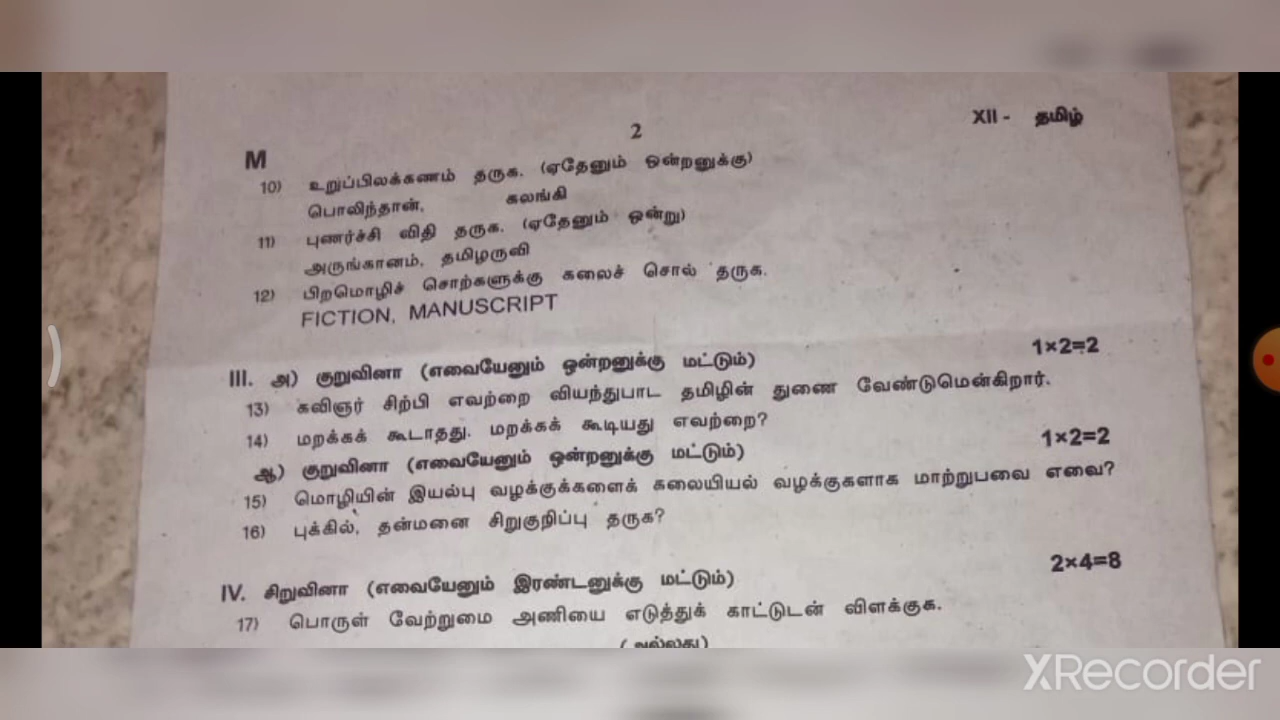 2
XII - தமிழ்
M
10) உறுப்பிலக்கணம் தருக. (ஏதேனும் ஒன்றனுக்கு)
பொலிந்தான், கலங்கி
11) புணர்ச்சி விதி தருக. (ஏதேனும் ஒன்று)
அருங்கானம், தமிழருவி
12) பிறமொழிச் சொற்களுக்கு கலைச் சொல் தருக.
FICTION, MANUSCRIPT
III. அ) குறுவினா (எவையேனும் ஒன்றனுக்கு மட்டும்) 1×2=2
13) கவிஞர் சிற்பி எவற்றை வியந்துபாட தமிழின் துணை வேண்டுமென்கிறார்.
14) மறக்கக் கூடாதது. மறக்கக் கூடியது எவற்றை?
ஆ) குறுவினா (எவையேனும் ஒன்றனுக்கு மட்டும்) 1×2=2
15) மொழியின் இயல்பு வழக்குக்களைக் கலையியல் வழக்குகளாக மாற்றுபவை எவை?
16) புக்கில், தன்மனை சிறுகுறிப்பு தருக?
IV. சிறுவினா (எவையேனும் இரண்டனுக்கு மட்டும்) 2×4=8
17) பொருள் வேற்றுமை அணியை எடுத்துக் காட்டுடன் விளக்குக.
(அல்லது)
XRecorder